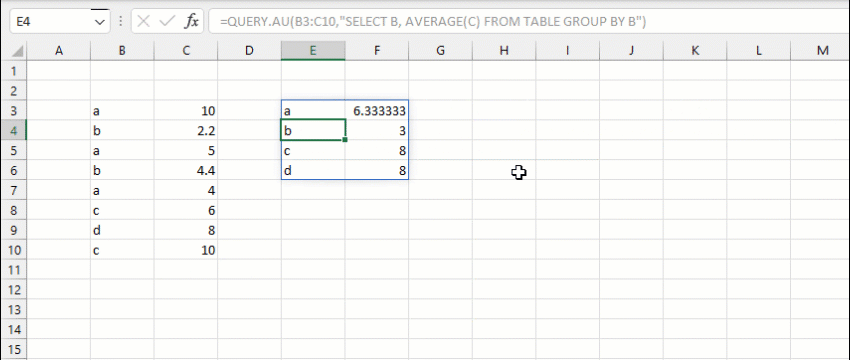 E4 fx =QUERY.AU(B3:C10,"SELECT B, AVERAGE(C) FROM TABLE GROUP BY B")
A B C D E F G H I J K L M
1
2
3 a 10 a 6.333333
4 b 2.2 b 3
5 a 5 c 8
6 b 4.4 d 8
7 a 4
8 c 6
9 d 8
10 c 10
11
12
13
14
15